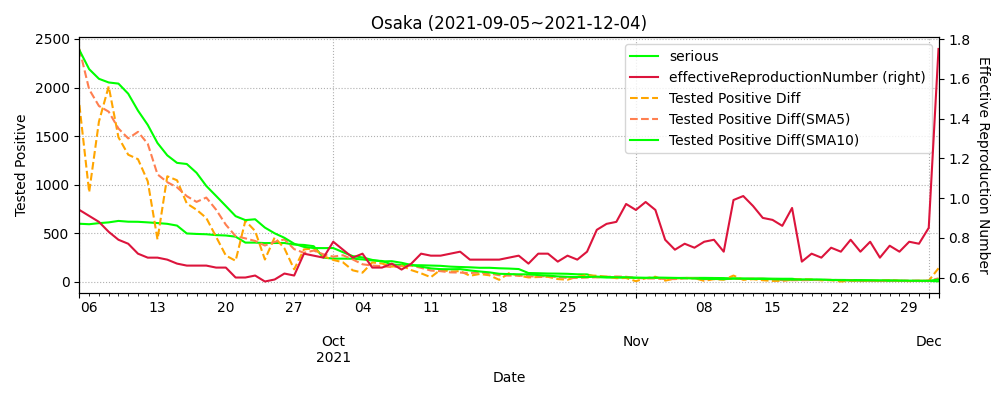 Osaka (2021-09-05~2021-12-04)
Tested Positive
2500
2000
1500
1000
500
0
1.8
1.6
1.4
1.2
1.0
0.8
0.6
Effective Reproduction Number
serious
effectiveReproductionNumber (right)
Tested Positive Diff
Tested Positive Diff(SMA5)
Tested Positive Diff(SMA10)
06 13 20 27 04 11 18 25 08 15 22 29
Oct Nov Dec
2021
Date